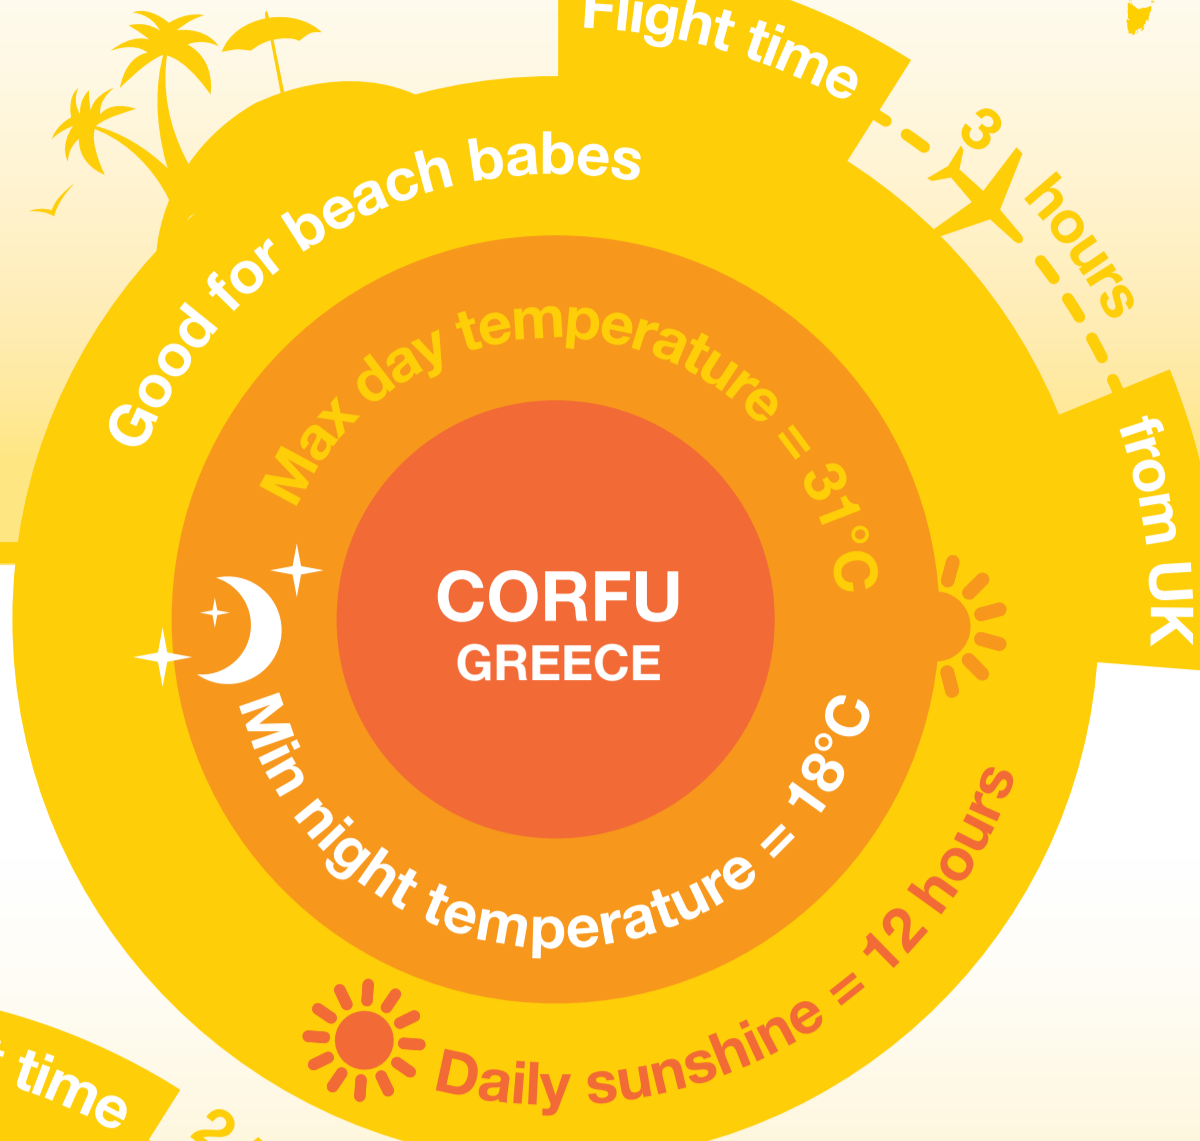 Flight time
3 hours
from UK
Good for beach babes
Max day temperature = 31°C
CORFU
GREECE
Min night temperature = 18°C
Daily sunshine = 12 hours
time
2